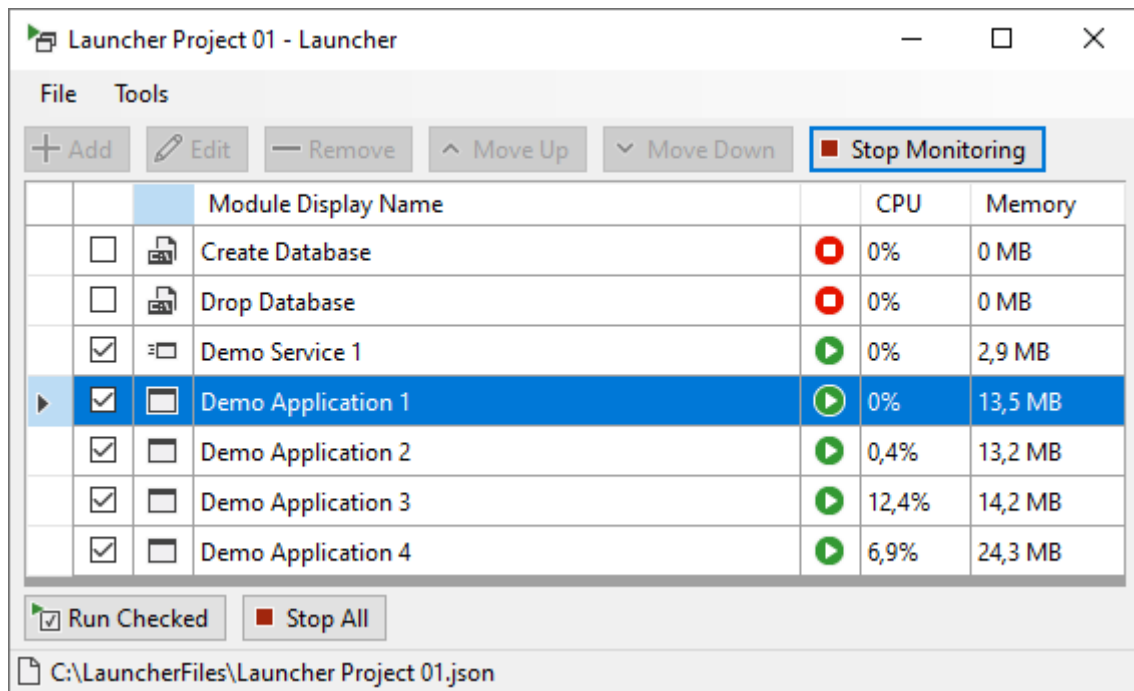 Launcher Project 01 - Launcher
File Tools
Add Edit Remove Move Up Move Down Stop Monitoring
Module Display Name CPU Memory
Create Database 0% 0 MB
Drop Database 0% 0 MB
Demo Service 1 0% 2,9 MB
Demo Application 1 0% 13,5 MB
Demo Application 2 0,4% 13,2 MB
Demo Application 3 12,4% 14,2 MB
Demo Application 4 6,9% 24,3 MB
Run Checked Stop All
C:\LauncherFiles\Launcher Project 01.json